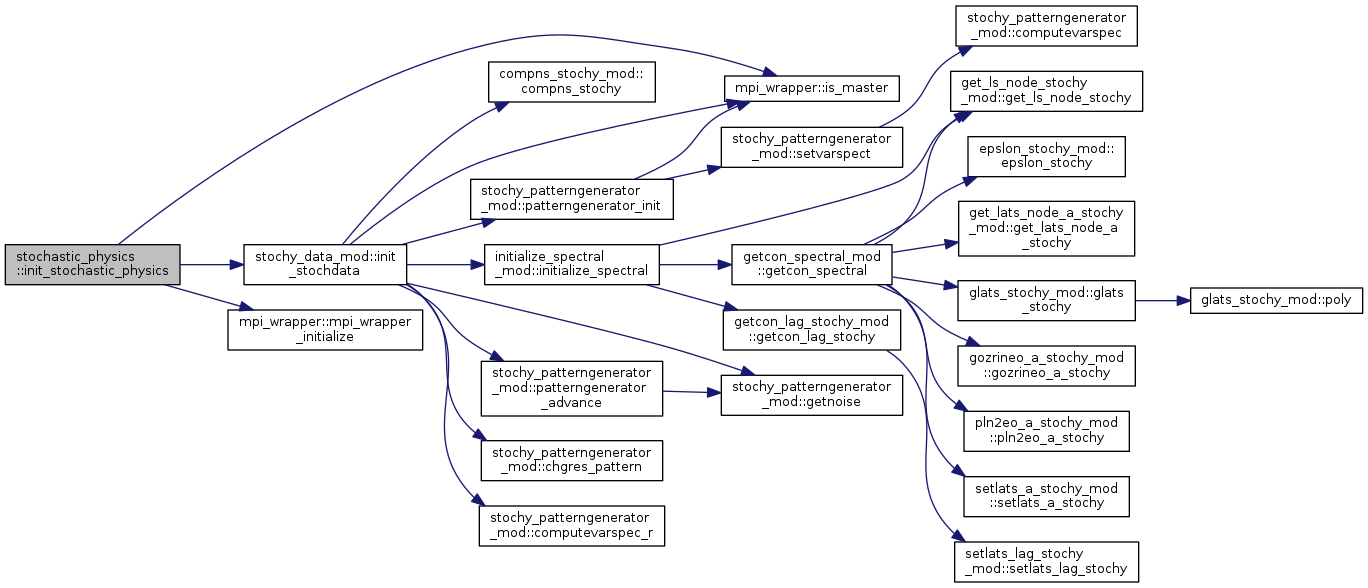 stochastic_physics
::init_stochastic_physics
stochy_data_mod::init
_stochdata
mpi_wrapper::mpi_wrapper
_initialize
compns_stochy_mod::
compns_stochy
stochy_patterngenerator
_mod::patterngenerator_init
initialize_spectral
_mod::initialize_spectral
stochy_patterngenerator
_mod::patterngenerator
_advance
stochy_patterngenerator
_mod::chgres_pattern
stochy_patterngenerator
_mod::computevarspec_r
mpi_wrapper::is_master
stochy_patterngenerator
_mod::setvarspect
getcon_spectral_mod
::getcon_spectral
getcon_lag_stochy_mod
::getcon_lag_stochy
stochy_patterngenerator
_mod::getnoise
stochy_patterngenerator
_mod::computevarspec
get_ls_node_stochy
_mod::get_ls_node_stochy
epslon_stochy_mod::
epslon_stochy
get_lats_node_a_stochy
_mod::get_lats_node_a
_stochy
glats_stochy_mod::glats
_stochy
gozrineo_a_stochy_mod
::gozrineo_a_stochy
pln2eo_a_stochy_mod
::pln2eo_a_stochy
setlats_a_stochy_mod
::setlats_a_stochy
setlats_lag_stochy
_mod::setlats_lag_stochy
glats_stochy_mod::poly